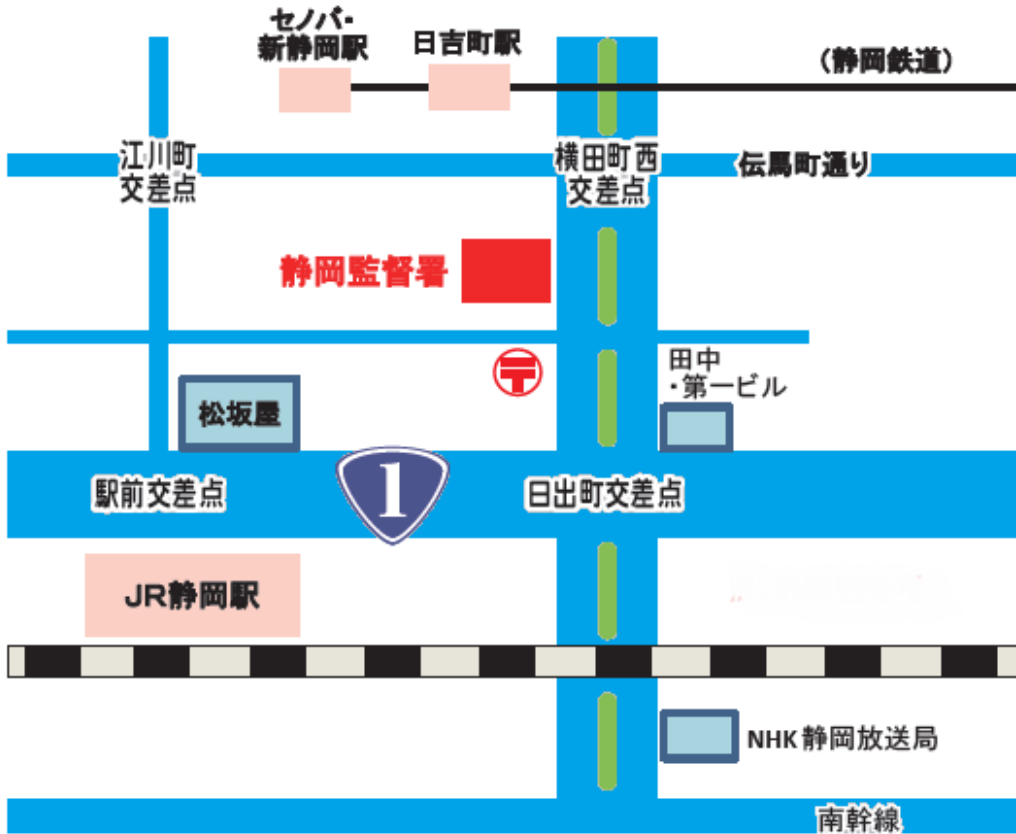 セノバ・
新静岡駅
日吉町駅
（静岡鉄道）
江川町
交差点
横田町西
交差点
伝馬町通り
静岡監督署
田中
・第一ビル
松坂屋
1
駅前交差点
日出町交差点
JR静岡駅
NHK 静岡放送局
南幹線